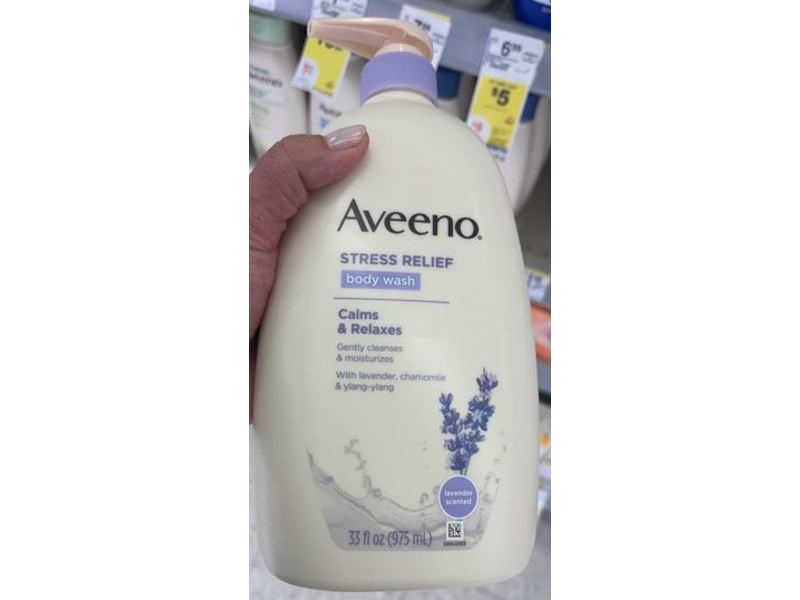 6
$5
Aveeno®
STRESS RELIEF
body wash
Calms
& Relaxes
Gently cleanses
& moisturizes
With lavender, chamomile
& ylang-ylang
lavender
scented
33 fl oz (975 mL)